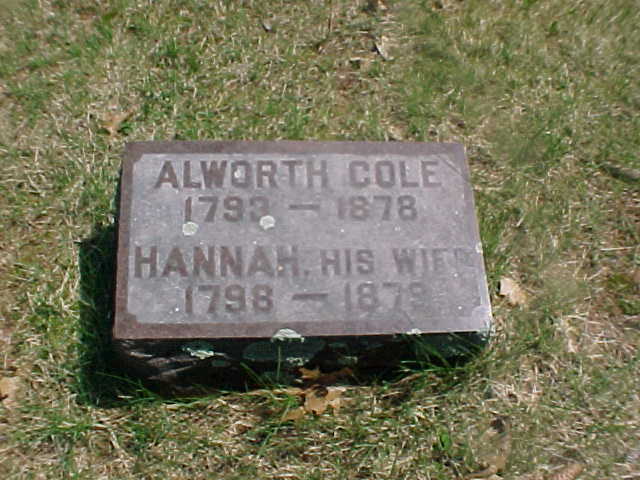 ALWORTH COLE
1793 — 1878
HANNAH, HIS WIFE
1798 — 1879